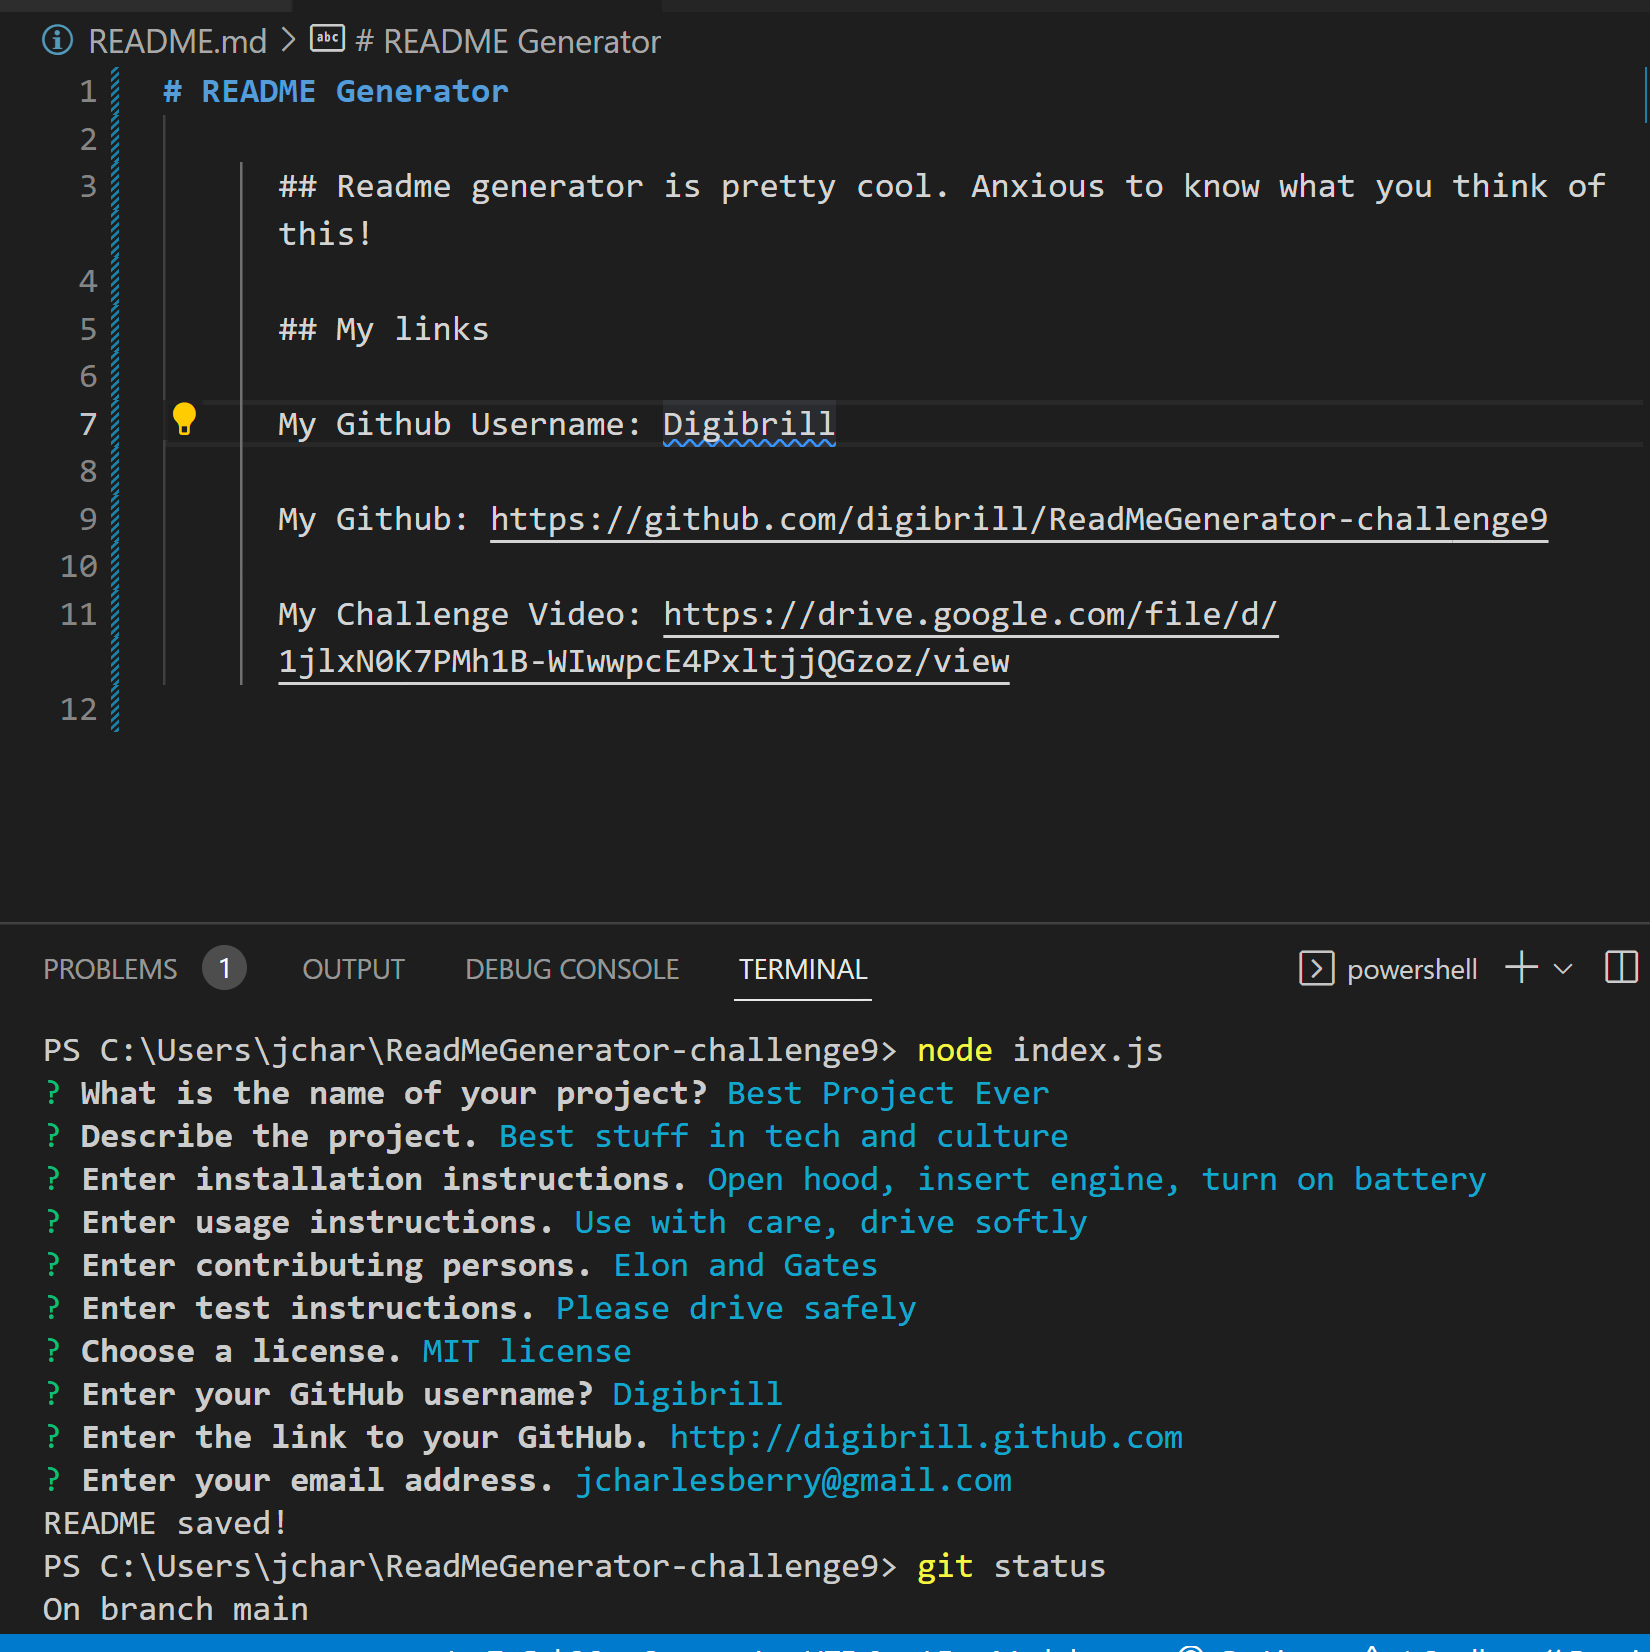 README.md > # README Generator
1 # README Generator
2
3 ## Readme generator is pretty cool. Anxious to know what you think of
this!
4
5 ## My links
6
7 My Github Username: Digibrill
8
9 My Github: https://github.com/digibrill/ReadMeGenerator-challenge9
10
11 My Challenge Video: https://drive.google.com/file/d/
1jlxN0K7PMh1B-WIwwpcE4PxltjjQGzoz/view
12
PROBLEMS 1 OUTPUT DEBUG CONSOLE TERMINAL powershell
PS C:\Users\jchar\ReadMeGenerator-challenge9> node index.js
? What is the name of your project? Best Project Ever
? Describe the project. Best stuff in tech and culture
? Enter installation instructions. Open hood, insert engine, turn on battery
? Enter usage instructions. Use with care, drive softly
? Enter contributing persons. Elon and Gates
? Enter test instructions. Please drive safely
? Choose a license. MIT license
? Enter your GitHub username? Digibrill
? Enter the link to your GitHub. http://digibrill.github.com
? Enter your email address. jcharlesberry@gmail.com
README saved!
PS C:\Users\jchar\ReadMeGenerator-challenge9> git status
On branch main